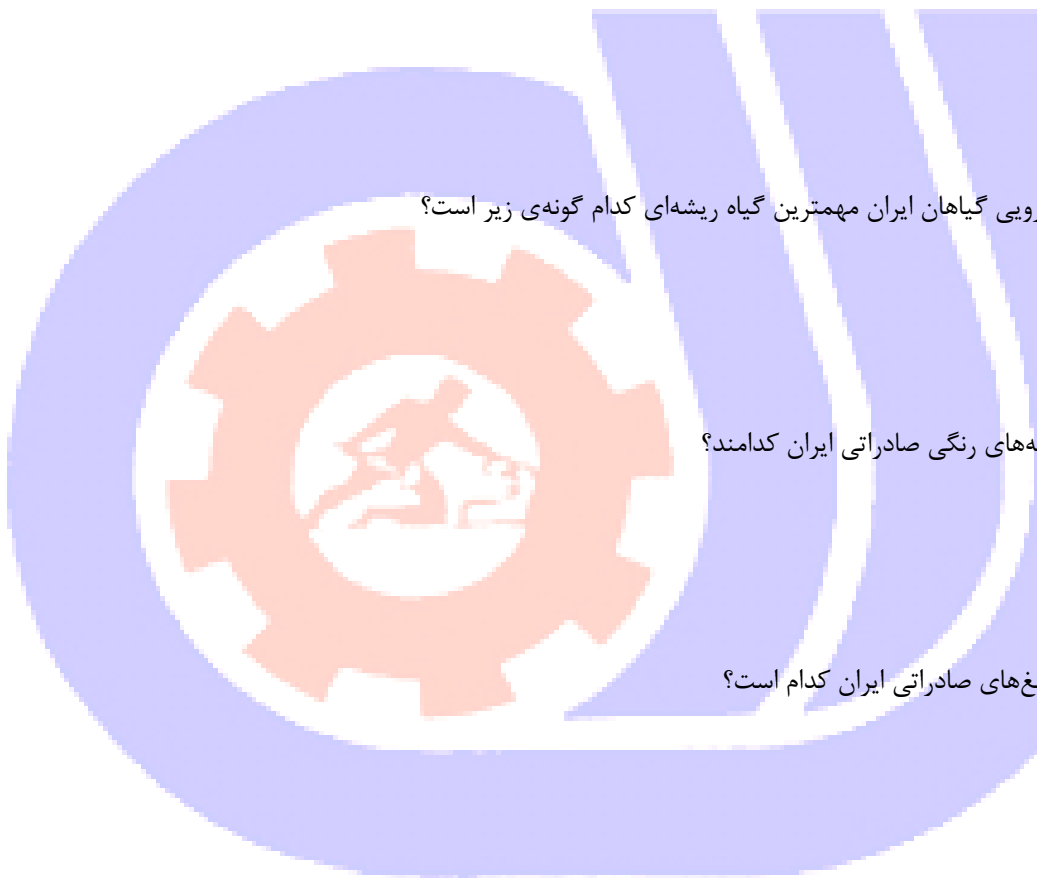 رویی گیاهان ایران مهمترین گیاه ریشه‌ای کدام گونه‌ی زیر است؟
ه‌های رنگی صادراتی ایران کدامند؟
غ‌های صادراتی ایران کدام است؟